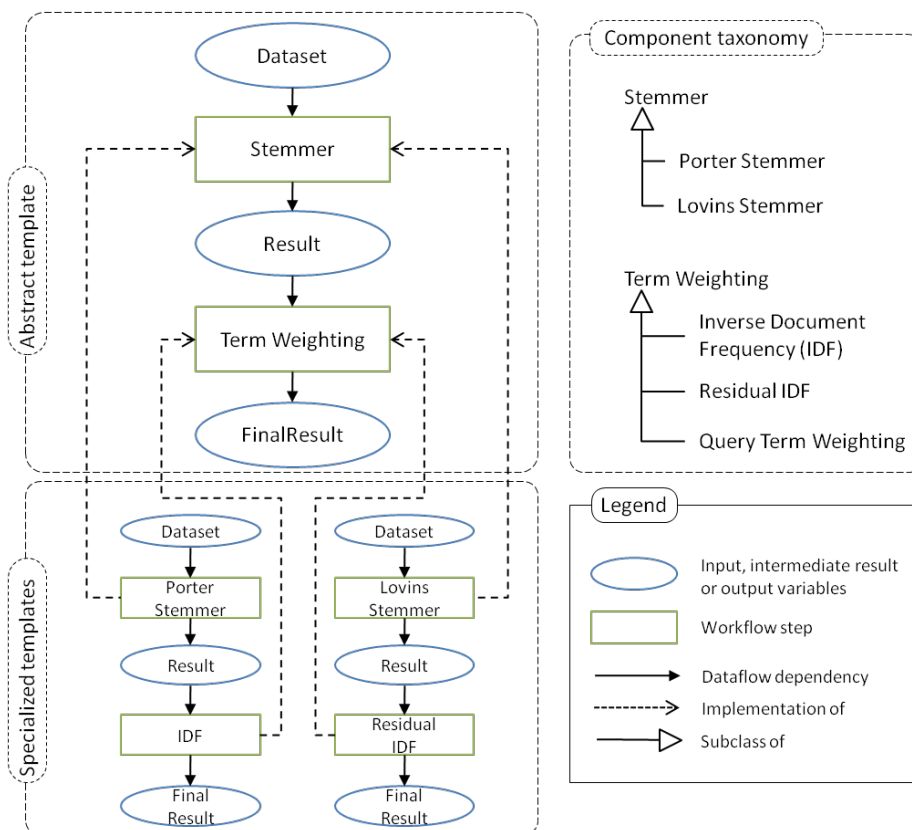 Abstract template
Dataset
Stemmer
Result
Term Weighting
FinalResult
Component taxonomy
Stemmer
Porter Stemmer
Lovins Stemmer
Term Weighting
Inverse Document
Frequency (IDF)
Residual IDF
Query Term Weighting
Specialized templates
Dataset
Porter
Stemmer
Result
IDF
Final
Result
Dataset
Lovins
Stemmer
Result
Residual
IDF
Final
Result
Legend
Input, intermediate result
or output variables
Workflow step
Dataflow dependency
Implementation of
Subclass of